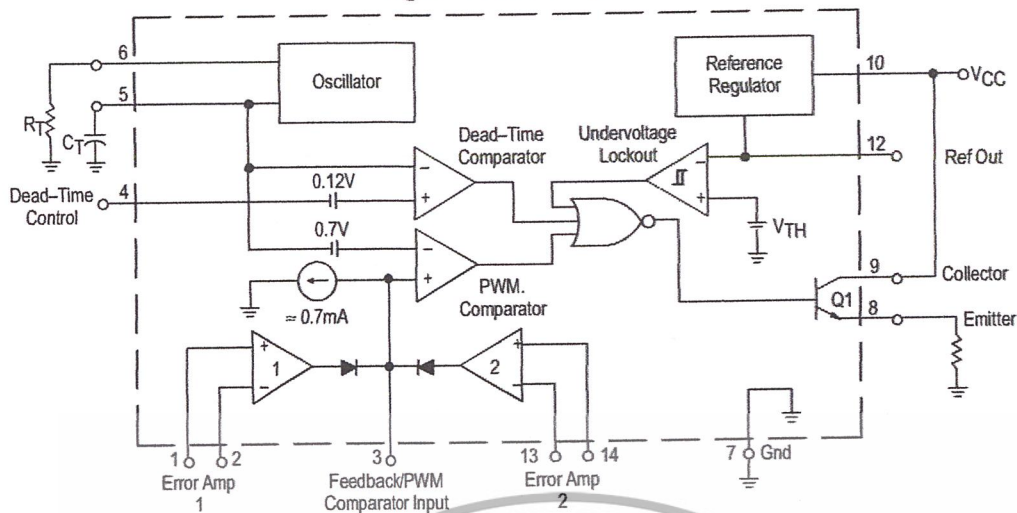 6
Oscillator
Reference
Regulator
10
VCC
5
RT
CT
Dead–Time
Comparator
Undervoltage
Lockout
12
Ref Out
Dead–Time
Control
4
0.12V
–
+
–
+
0.7V
VTH
–
+
≈ 0.7mA
PWM.
Comparator
9
Collector
Q1
8
Emitter
+
–
1
+
–
2
1
2
3
13
14
7
Gnd
Error Amp
1
Feedback/PWM
Comparator Input
Error Amp
2